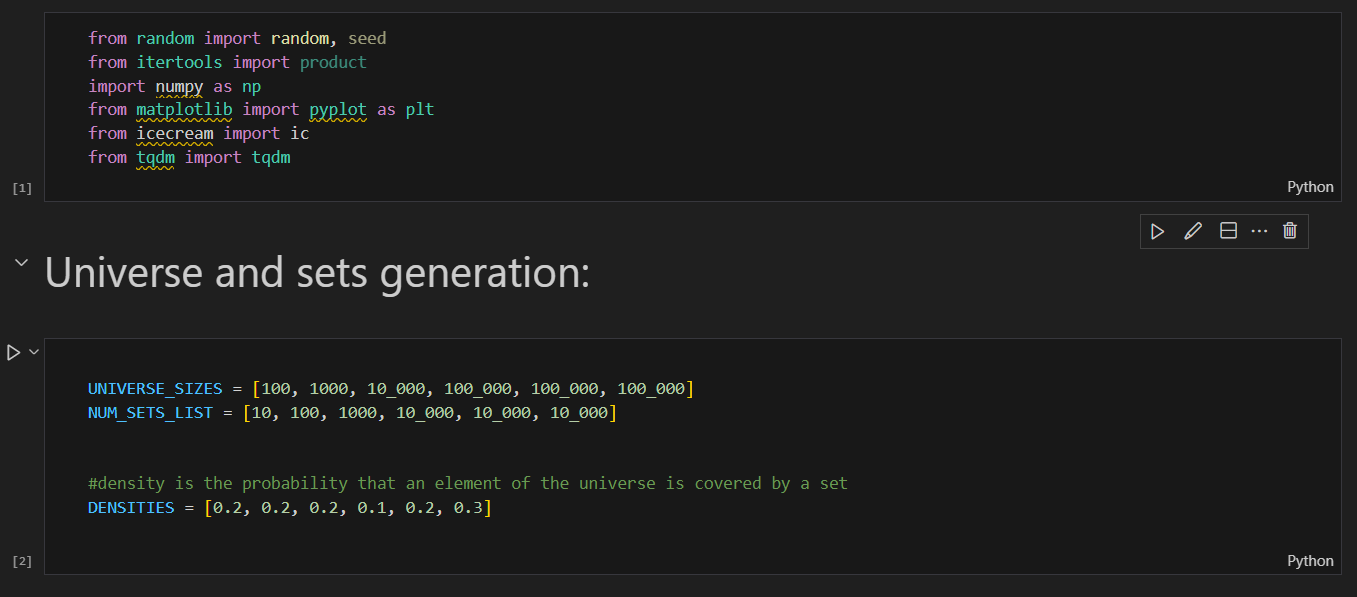 from random import random, seed
from itertools import product
import numpy as np
from matplotlib import pyplot as plt
from icecream import ic
from tqdm import tqdm
[1]
Python
Universe and sets generation:
UNIVERSE_SIZES = [100, 1000, 10_000, 100_000, 100_000, 100_000]
NUM_SETS_LIST = [10, 100, 1000, 10_000, 10_000, 10_000]
#density is the probability that an element of the universe is covered by a set
DENSITIES = [0.2, 0.2, 0.2, 0.1, 0.2, 0.3]
[2]
Python